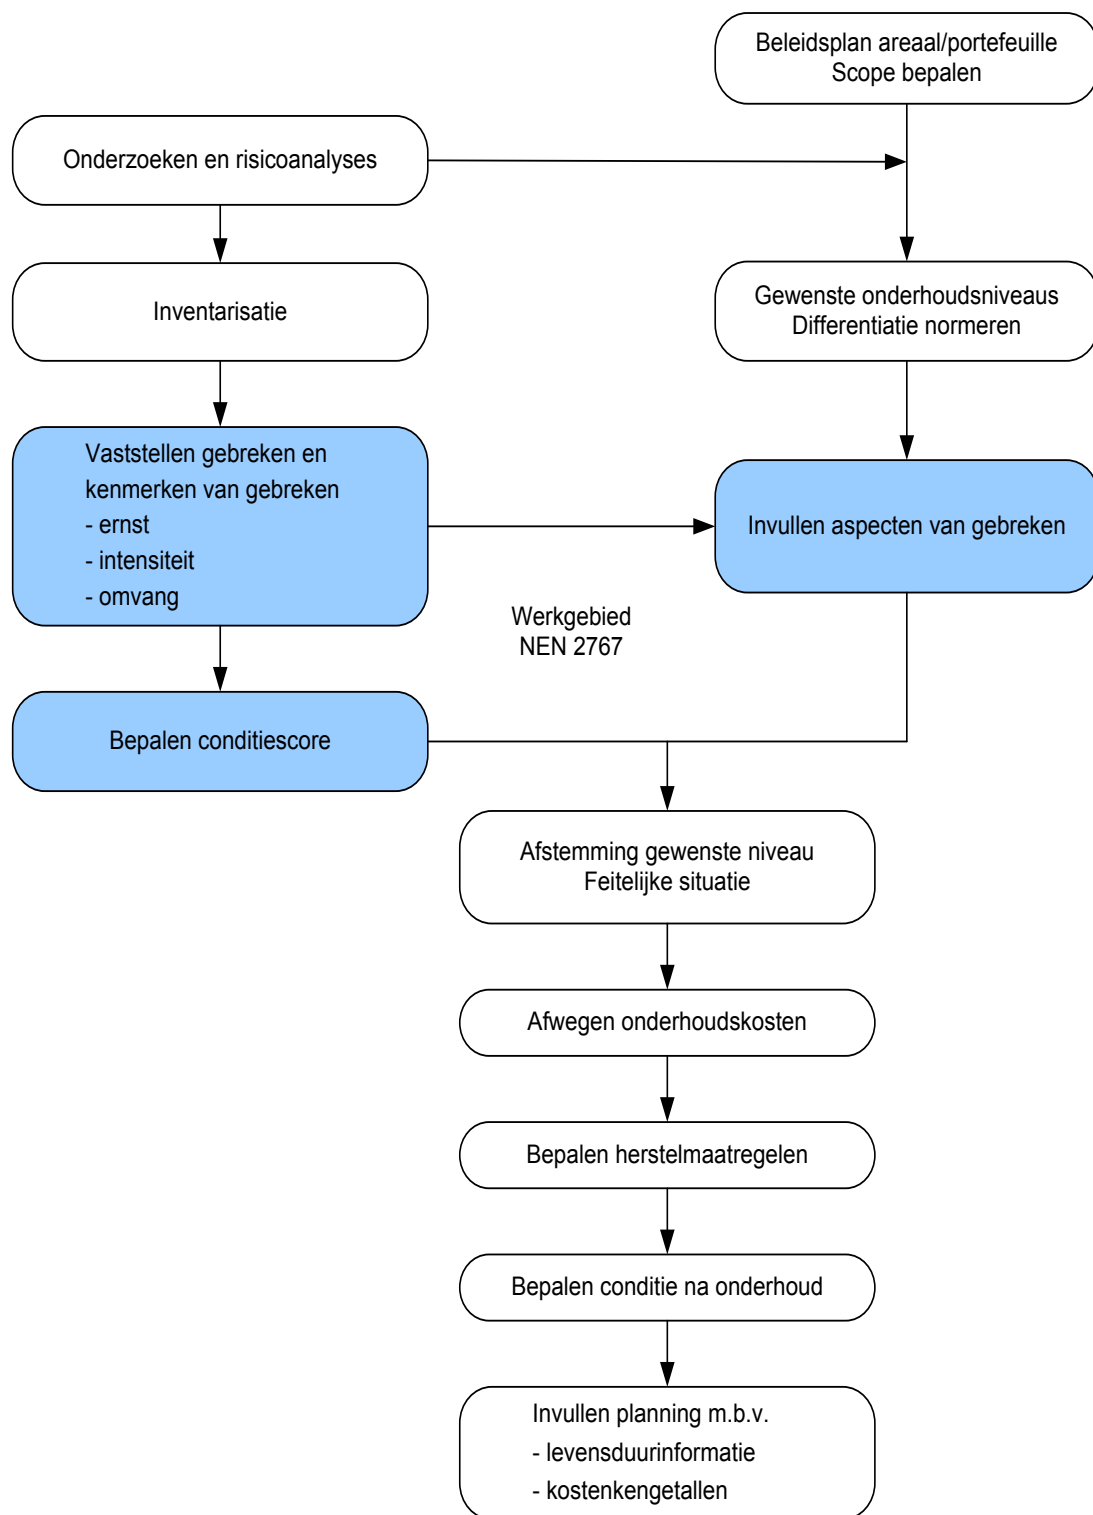 Beleidsplan areaal/portefeuille
Scope bepalen
Onderzoeken en risicoanalyses
Inventarisatie
Gewenste onderhoudsniveaus
Differentiatie normeren
Vaststellen gebreken en
kenmerken van gebreken
- ernst
- intensiteit
- omvang
Invullen aspecten van gebreken
Werkgebied
NEN 2767
Bepalen conditiescore
Afstemming gewenste niveau
Feitelijke situatie
Afwegen onderhoudskosten
Bepalen herstelmaatregelen
Bepalen conditie na onderhoud
Invullen planning m.b.v.
- levensduurinformatie
- kostenkengetallen